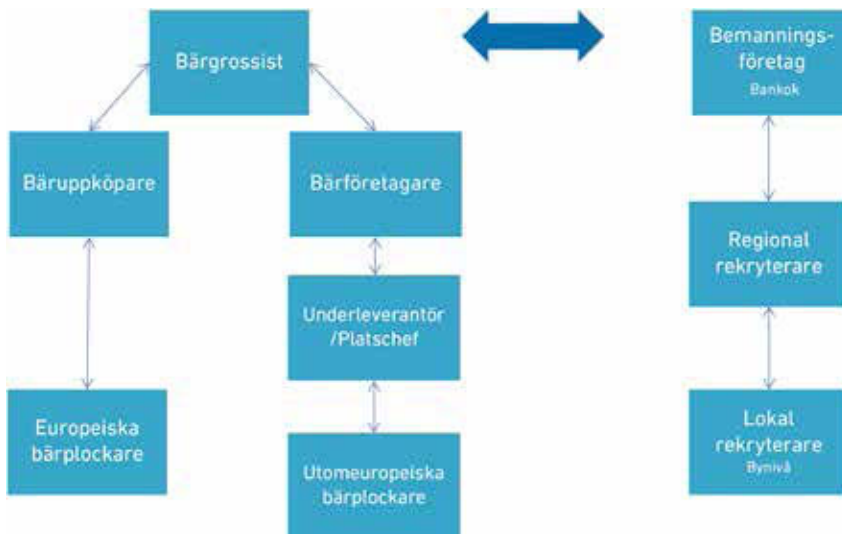 Bärgrossist
Bäruppköpare
Bärföretagare
Underleverantör
/Platschef
Europeiska
bärplockare
Utomeuropeiska
bärplockare
Bemannings-
företag
Bankok
Regional
rekryterare
Lokal
rekryterare
Bynivå